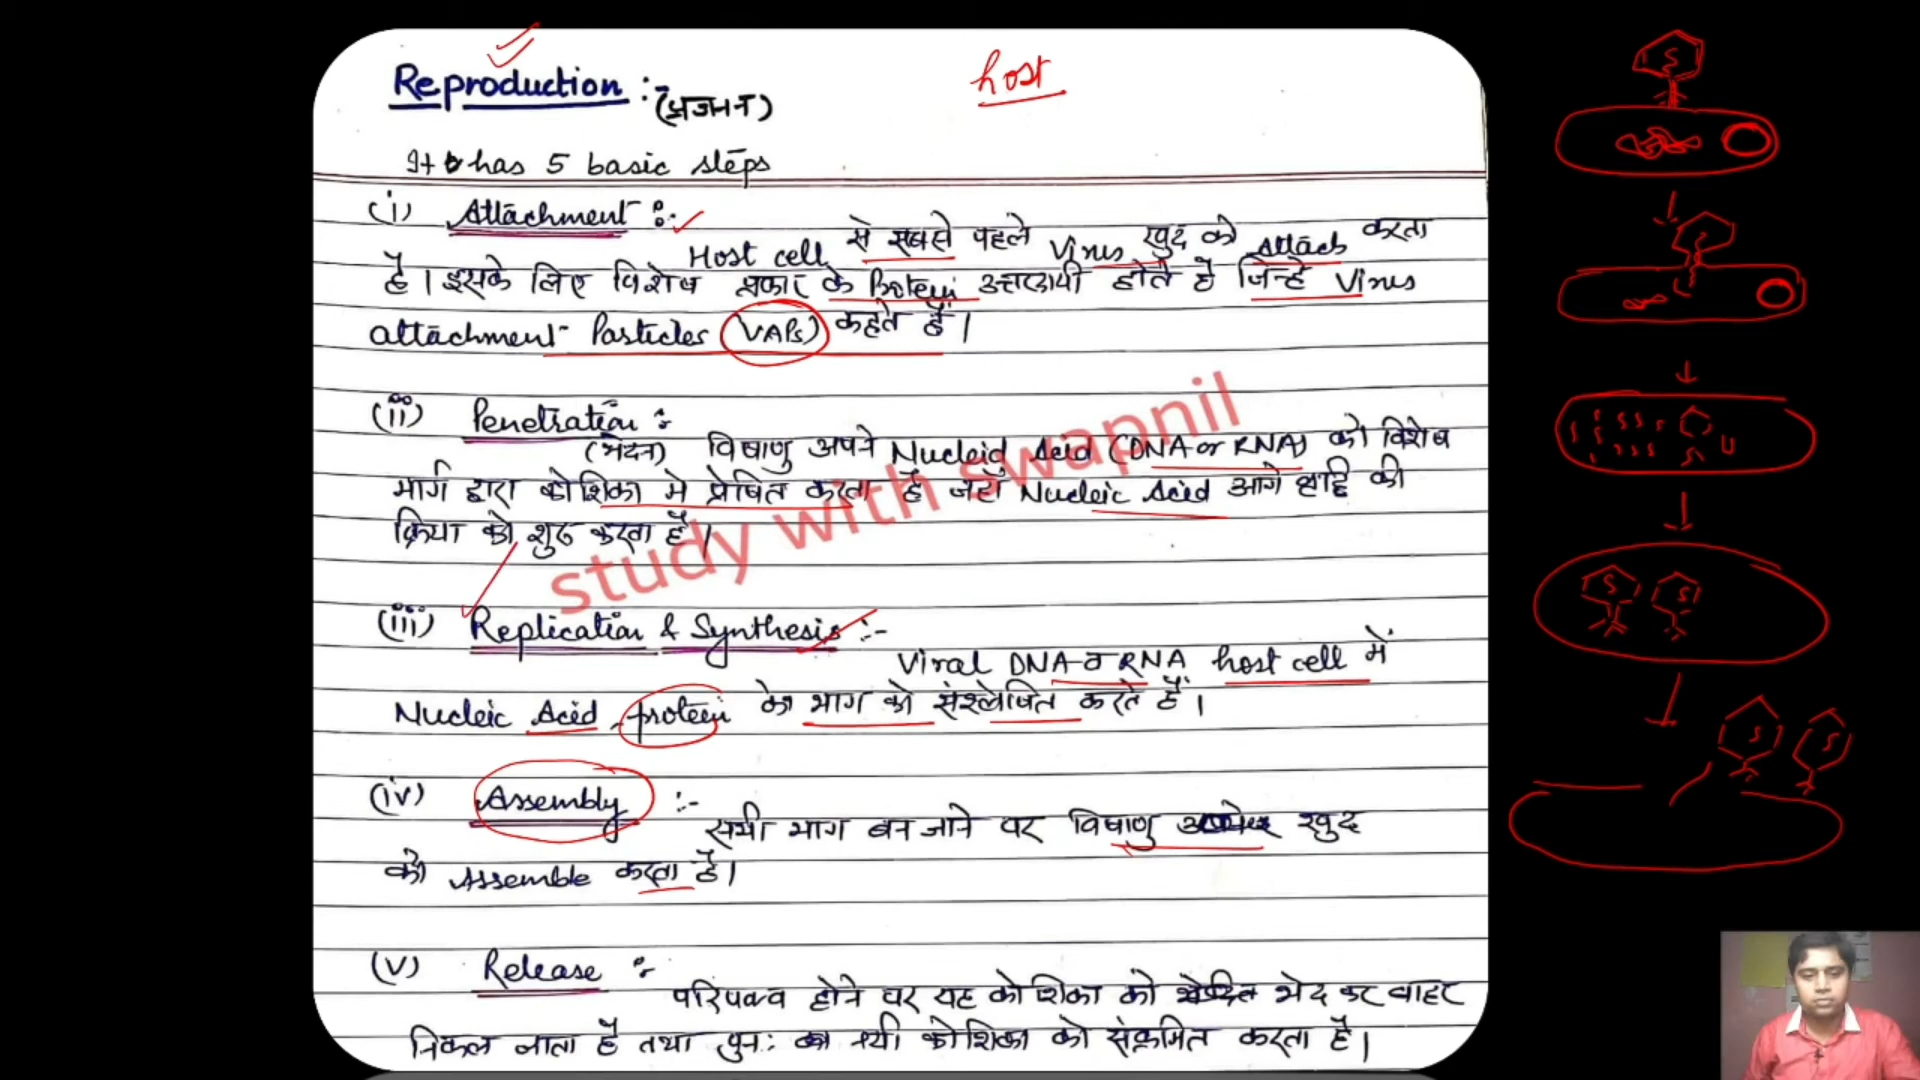 Reproduction :- (प्रजनन)
host
It has 5 basic steps
(i) Attachment :-
Host cell से सबसे पहले Virus खुद को Attach करता
है। इसके लिए विशेष प्रकार के Protein उत्तरदायी होते है जिन्हे Virus
attachment Particles (VAPs) कहते हैं।
(ii) Penetration :-
(भेदन) विषाणु अपने Nucleid Acid (DNA or RNA) को विशेष
मार्ग द्वारा कोशिका मे प्रेषित करता है जहाँ Nucleic Acid आगे की
क्रिया को शुरु करता है।
study with swapnil
(iii) Replication & Synthesis :-
Viral DNA व RNA host cell में
Nucleic Acid, protein के भाग को संश्लेषित करते हैं।
(iv) Assembly :-
सभी भाग बन जाने पर विषाणु खुद
को Assemble करता है।
(v) Release :-
परिपक्व होने पर यह कोशिका को भेद कर बाहर
निकल जाता है तथा पुनः नयी कोशिका को संक्रमित करता है।